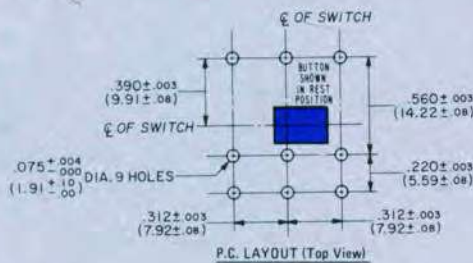 ℄ OF SWITCH
BUTTON
SHOWN
IN REST
POSITION
.390±.003
(9.91±.08)
.560±.003
(14.22±.08)
℄ OF SWITCH
.075 +.004 -.000
(1.91 +.10 -.00) DIA. 9 HOLES
.220±.003
(5.59±.08)
.312±.003
(7.92±.08)
.312±.003
(7.92±.08)
P.C. LAYOUT (Top View)